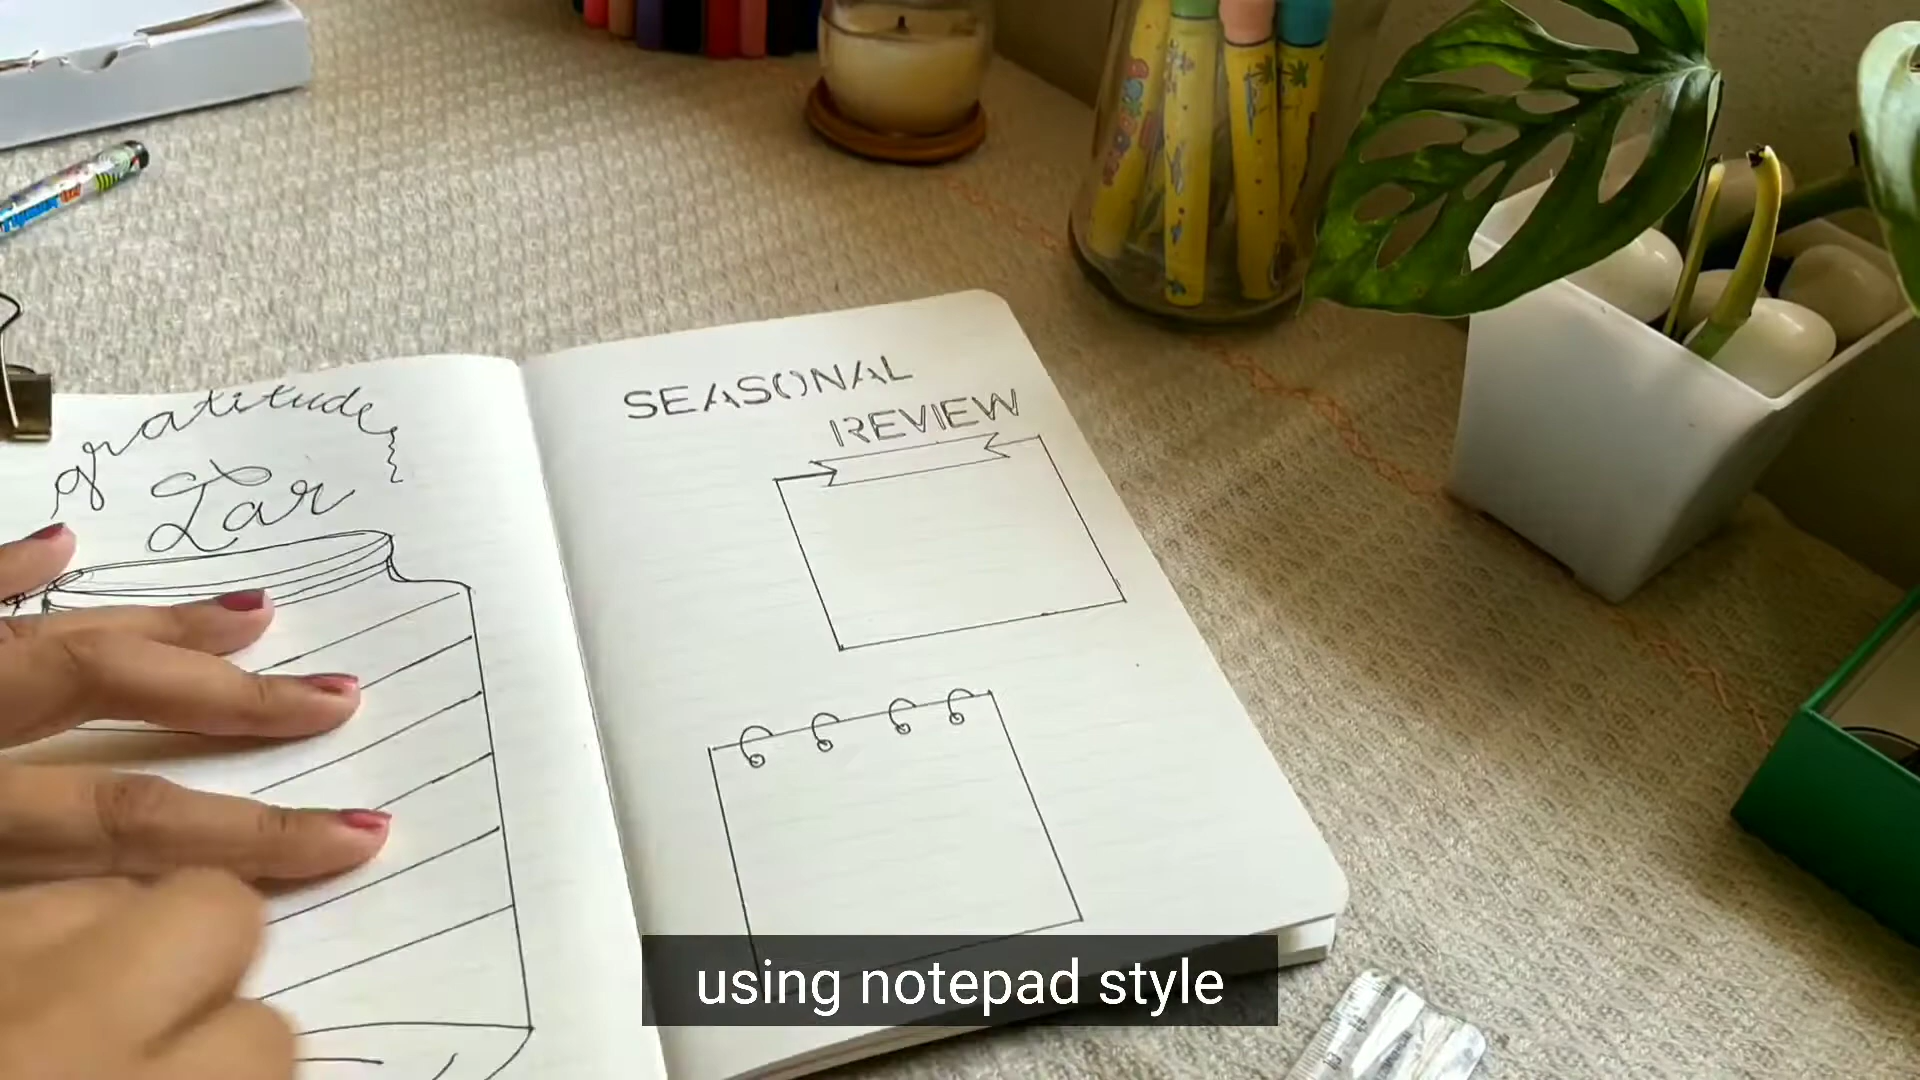 gratitude
Jar
SEASONAL
REVIEW
using notepad style